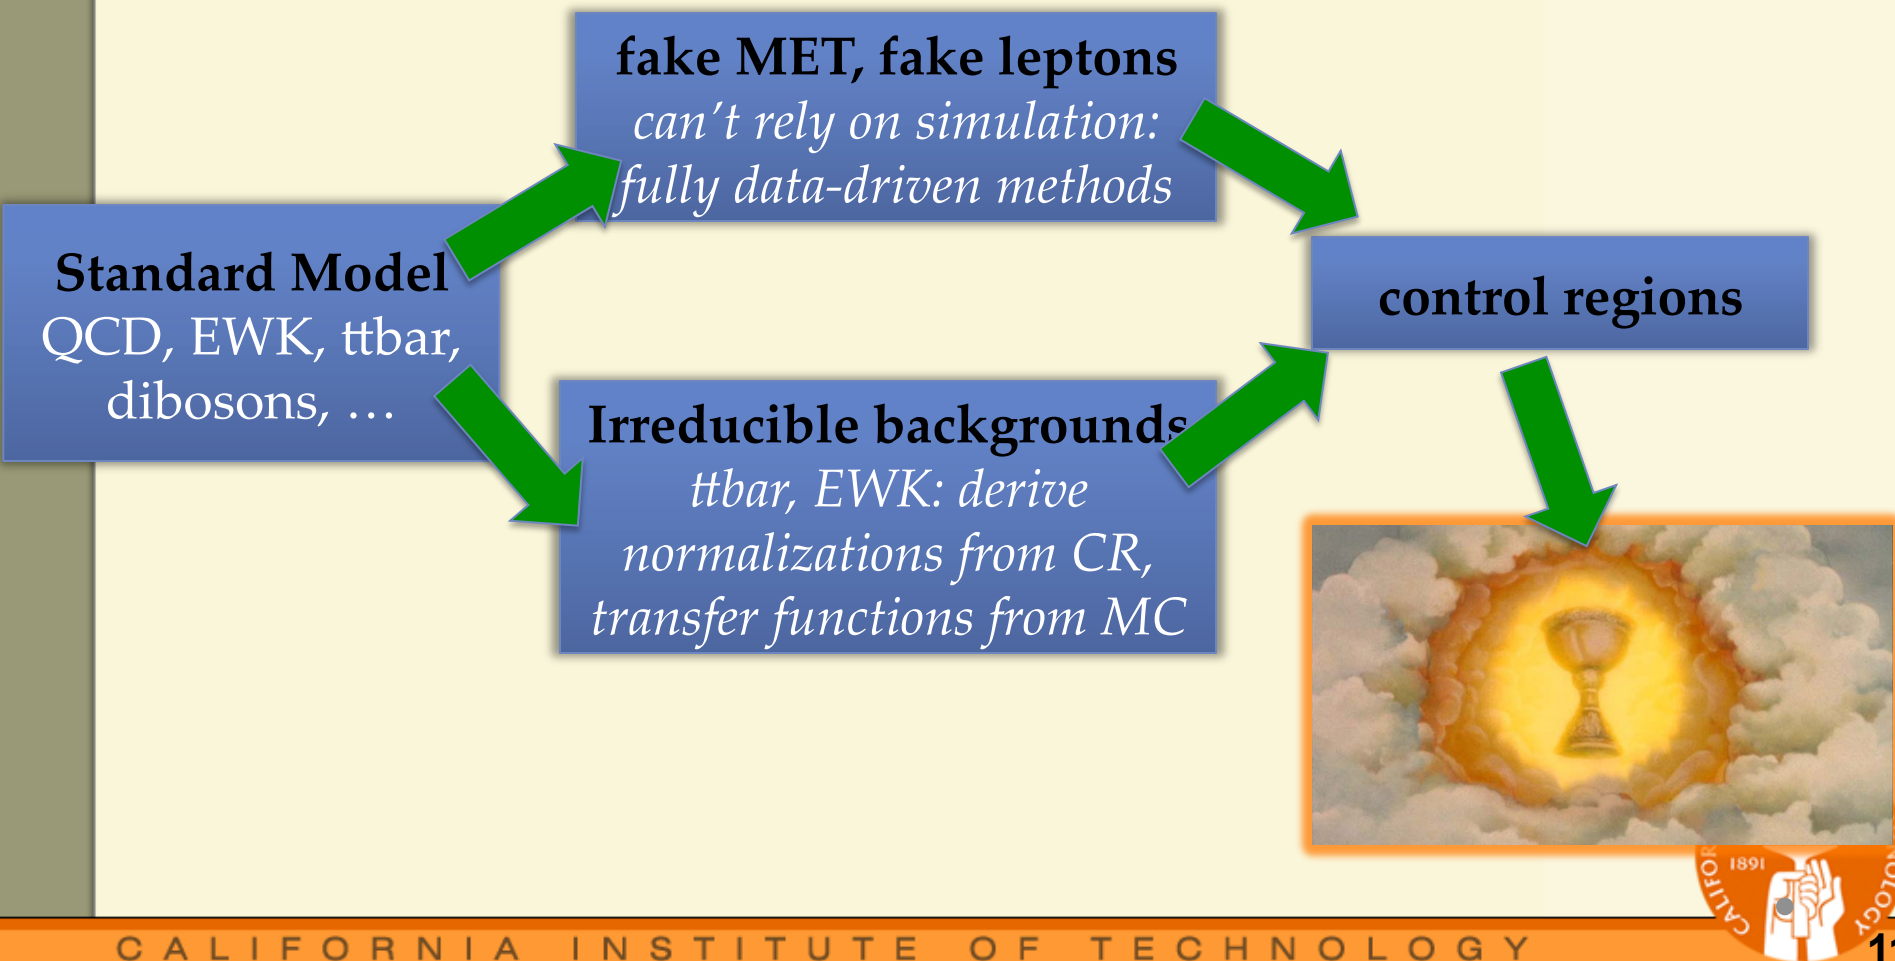 fake MET, fake leptons
can’t rely on simulation:
fully data-driven methods
Standard Model
QCD, EWK, ttbar,
dibosons, …
control regions
Irreducible backgrounds
ttbar, EWK: derive
normalizations from CR,
transfer functions from MC
1891
CALIFORNIA INSTITUTE OF TECHNOLOGY